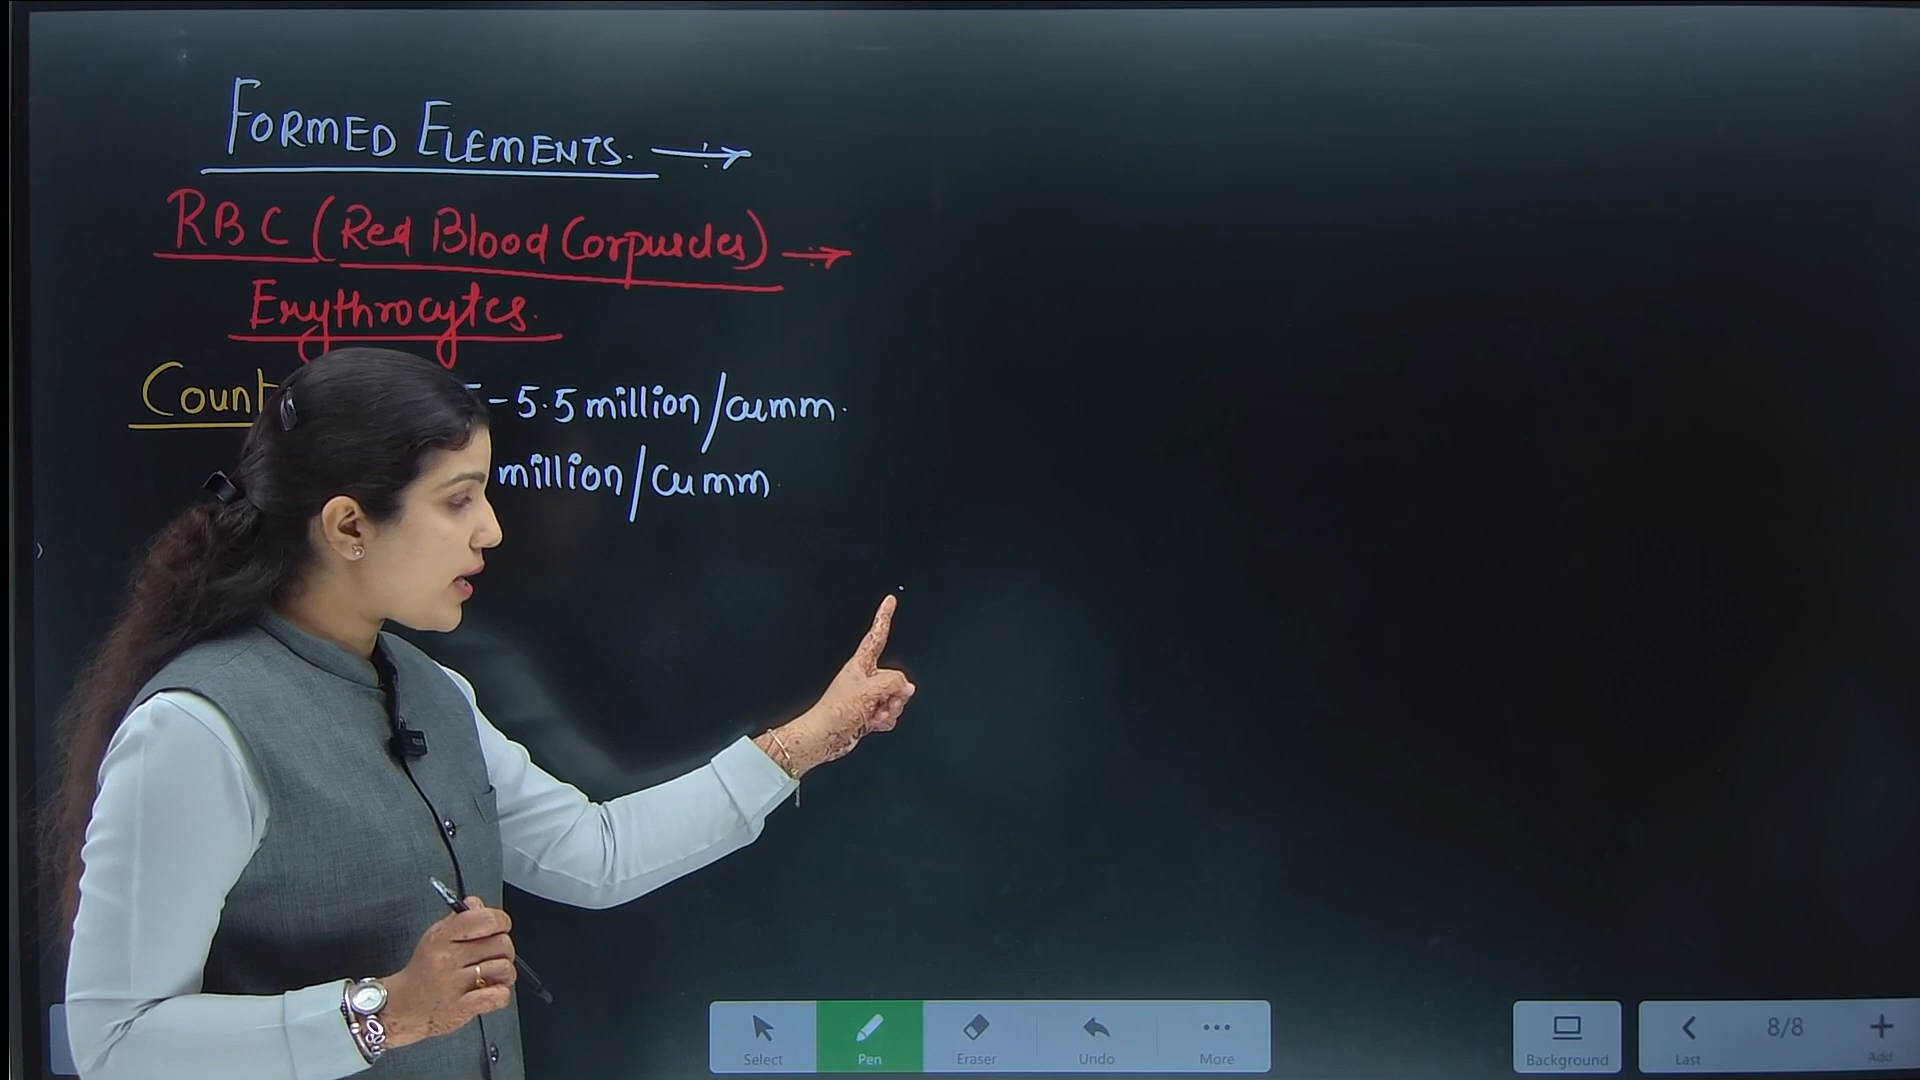 FORMED ELEMENTS. →
RBC (Red Blood Corpuscles) →
Erythrocytes.
Count
- 5.5 million/cumm.
million/cumm
Select
Pen
Eraser
Undo
More
Background
Last
8/8
Add